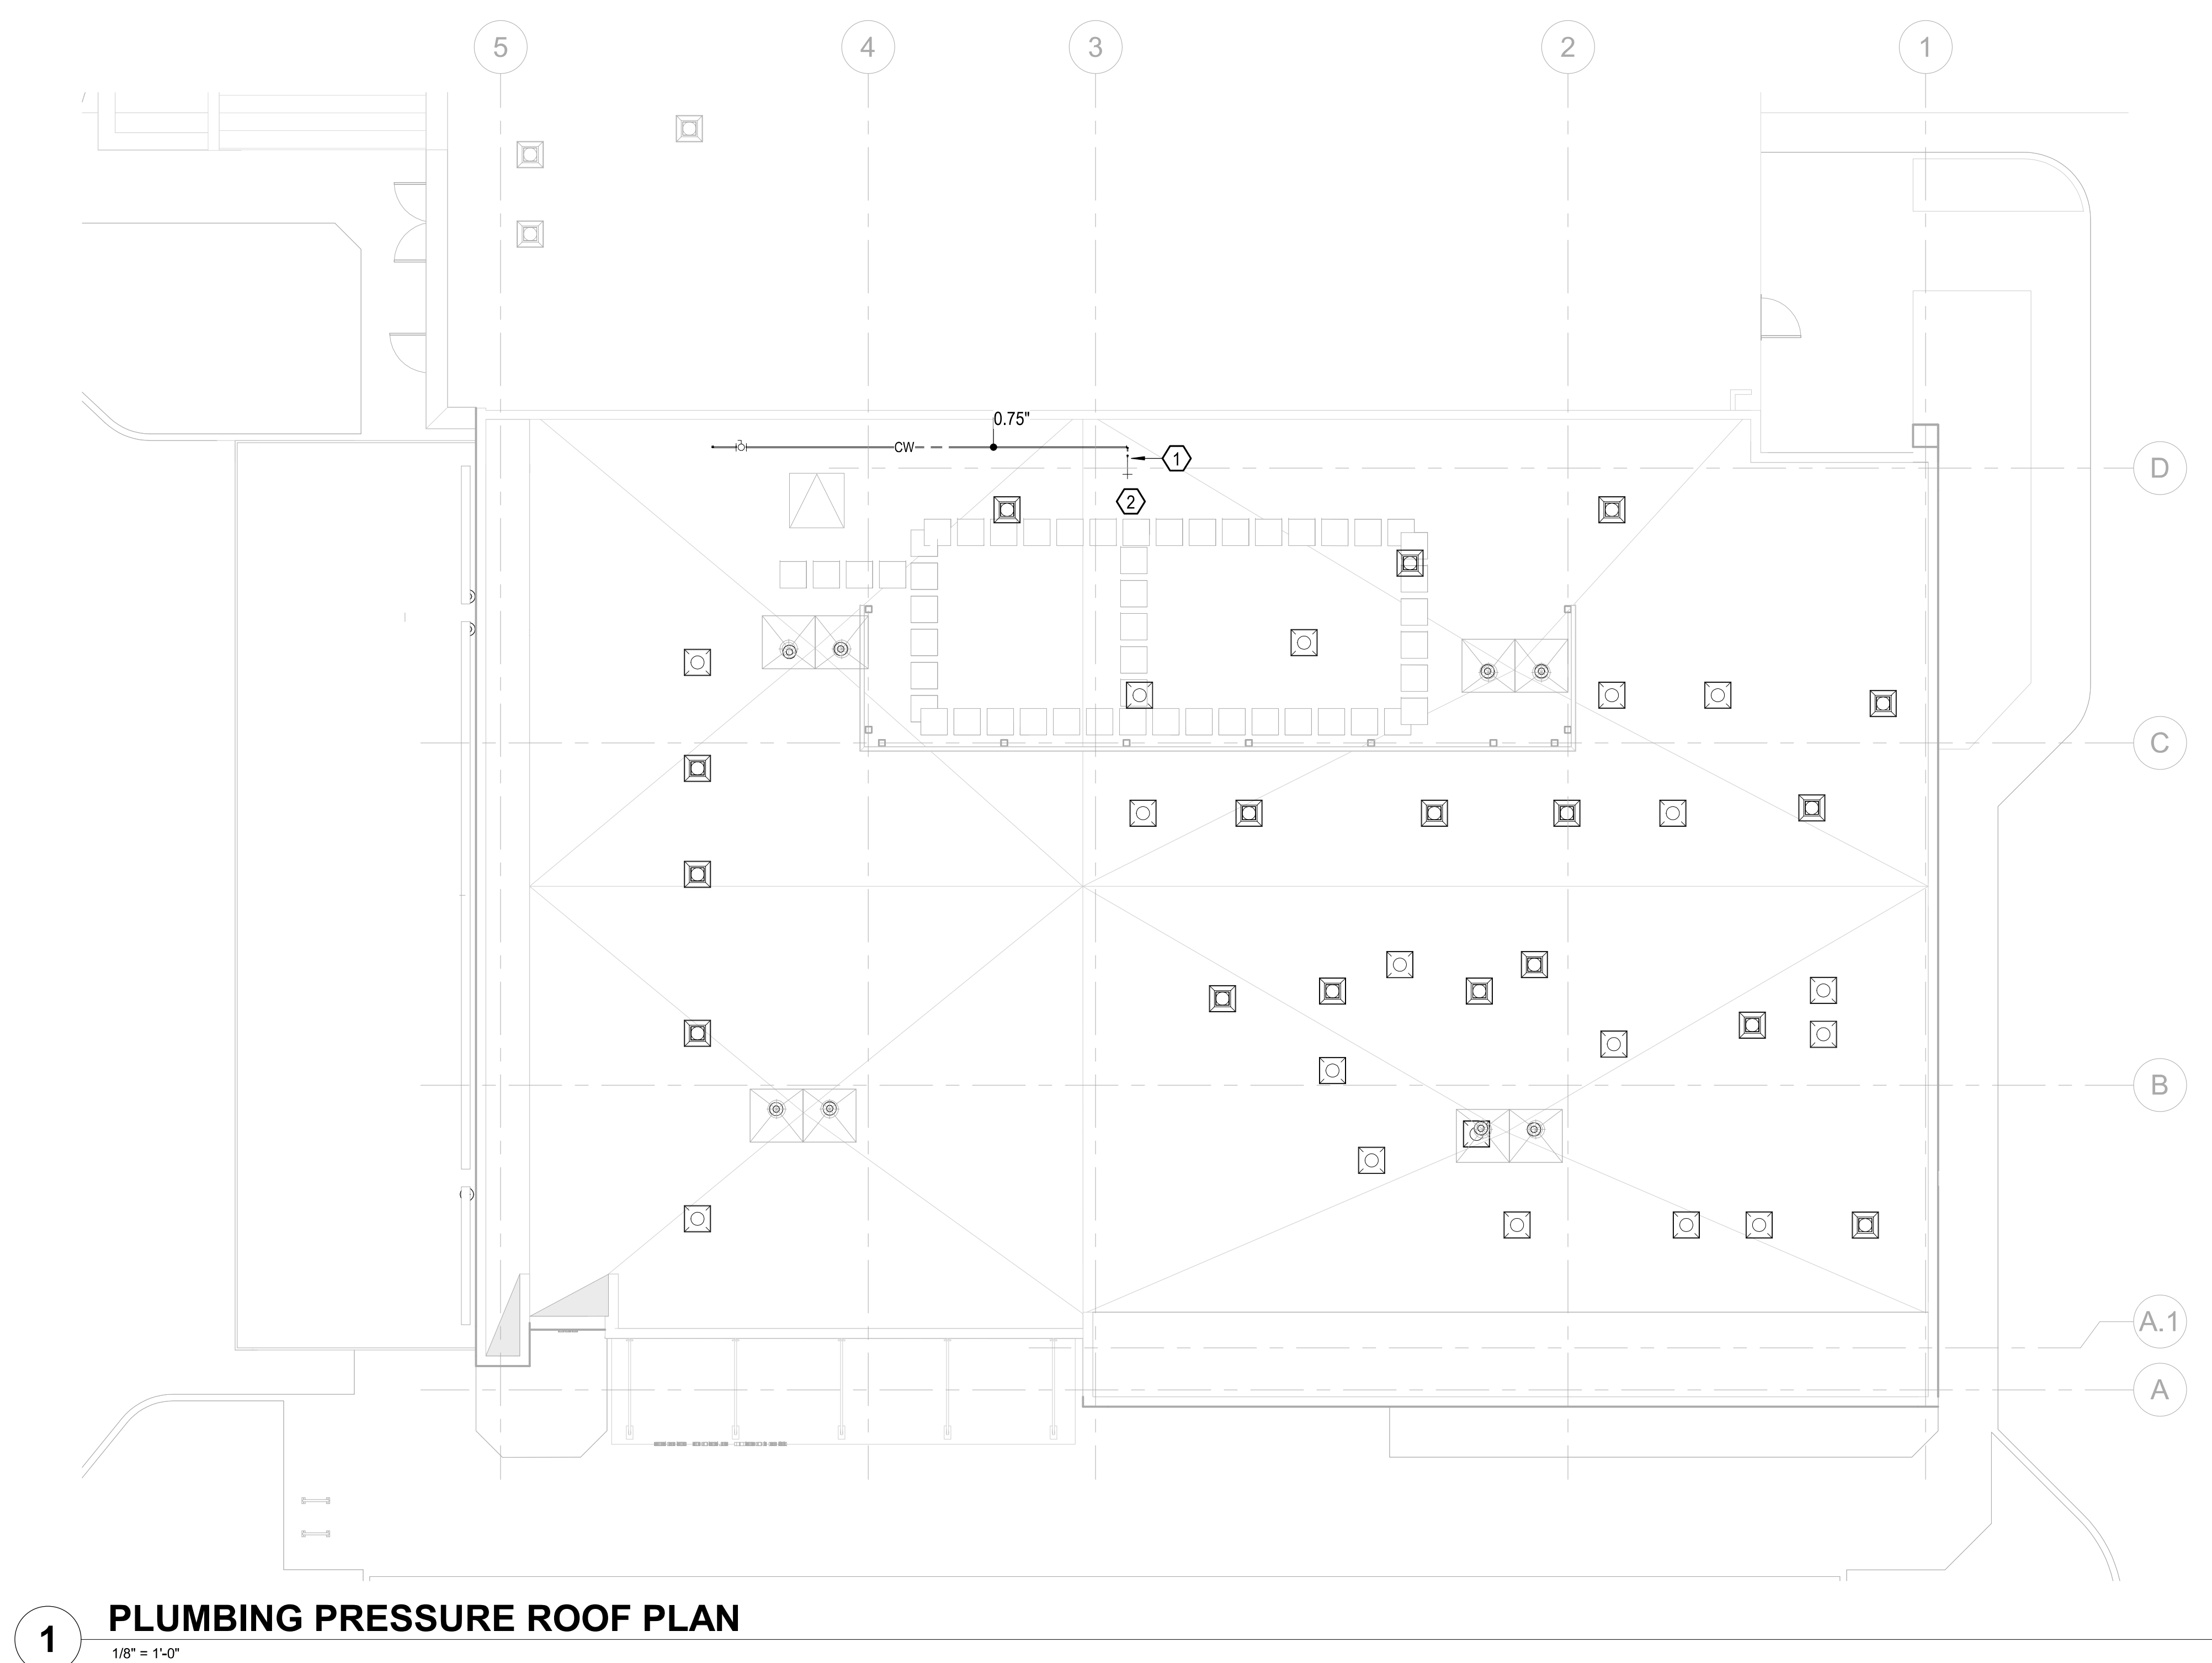 5 4 3 2 1
0.75"
CW
1
D
2
C
B
A.1
A
1 PLUMBING PRESSURE ROOF PLAN
1/8" = 1'-0"